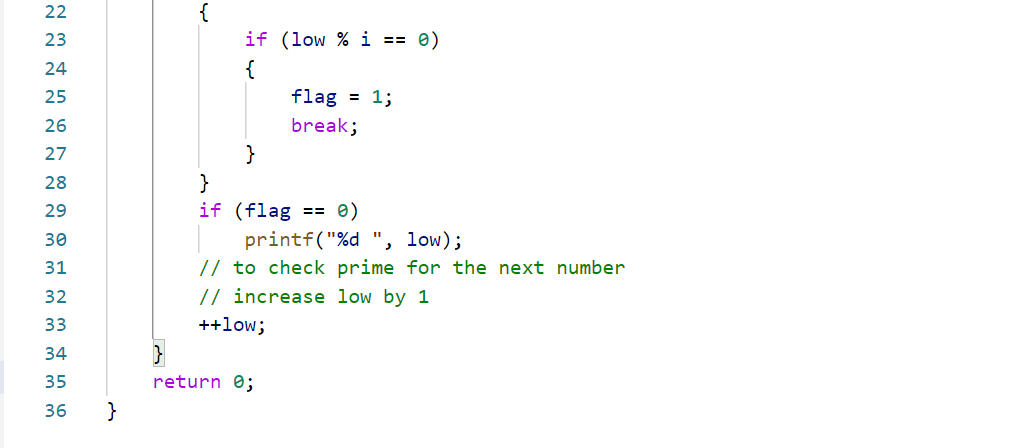 22 {
23 if (low % i == 0)
24 {
25 flag = 1;
26 break;
27 }
28 }
29 if (flag == 0)
30 printf("%d ", low);
31 // to check prime for the next number
32 // increase low by 1
33 ++low;
34 }
35 return 0;
36 }